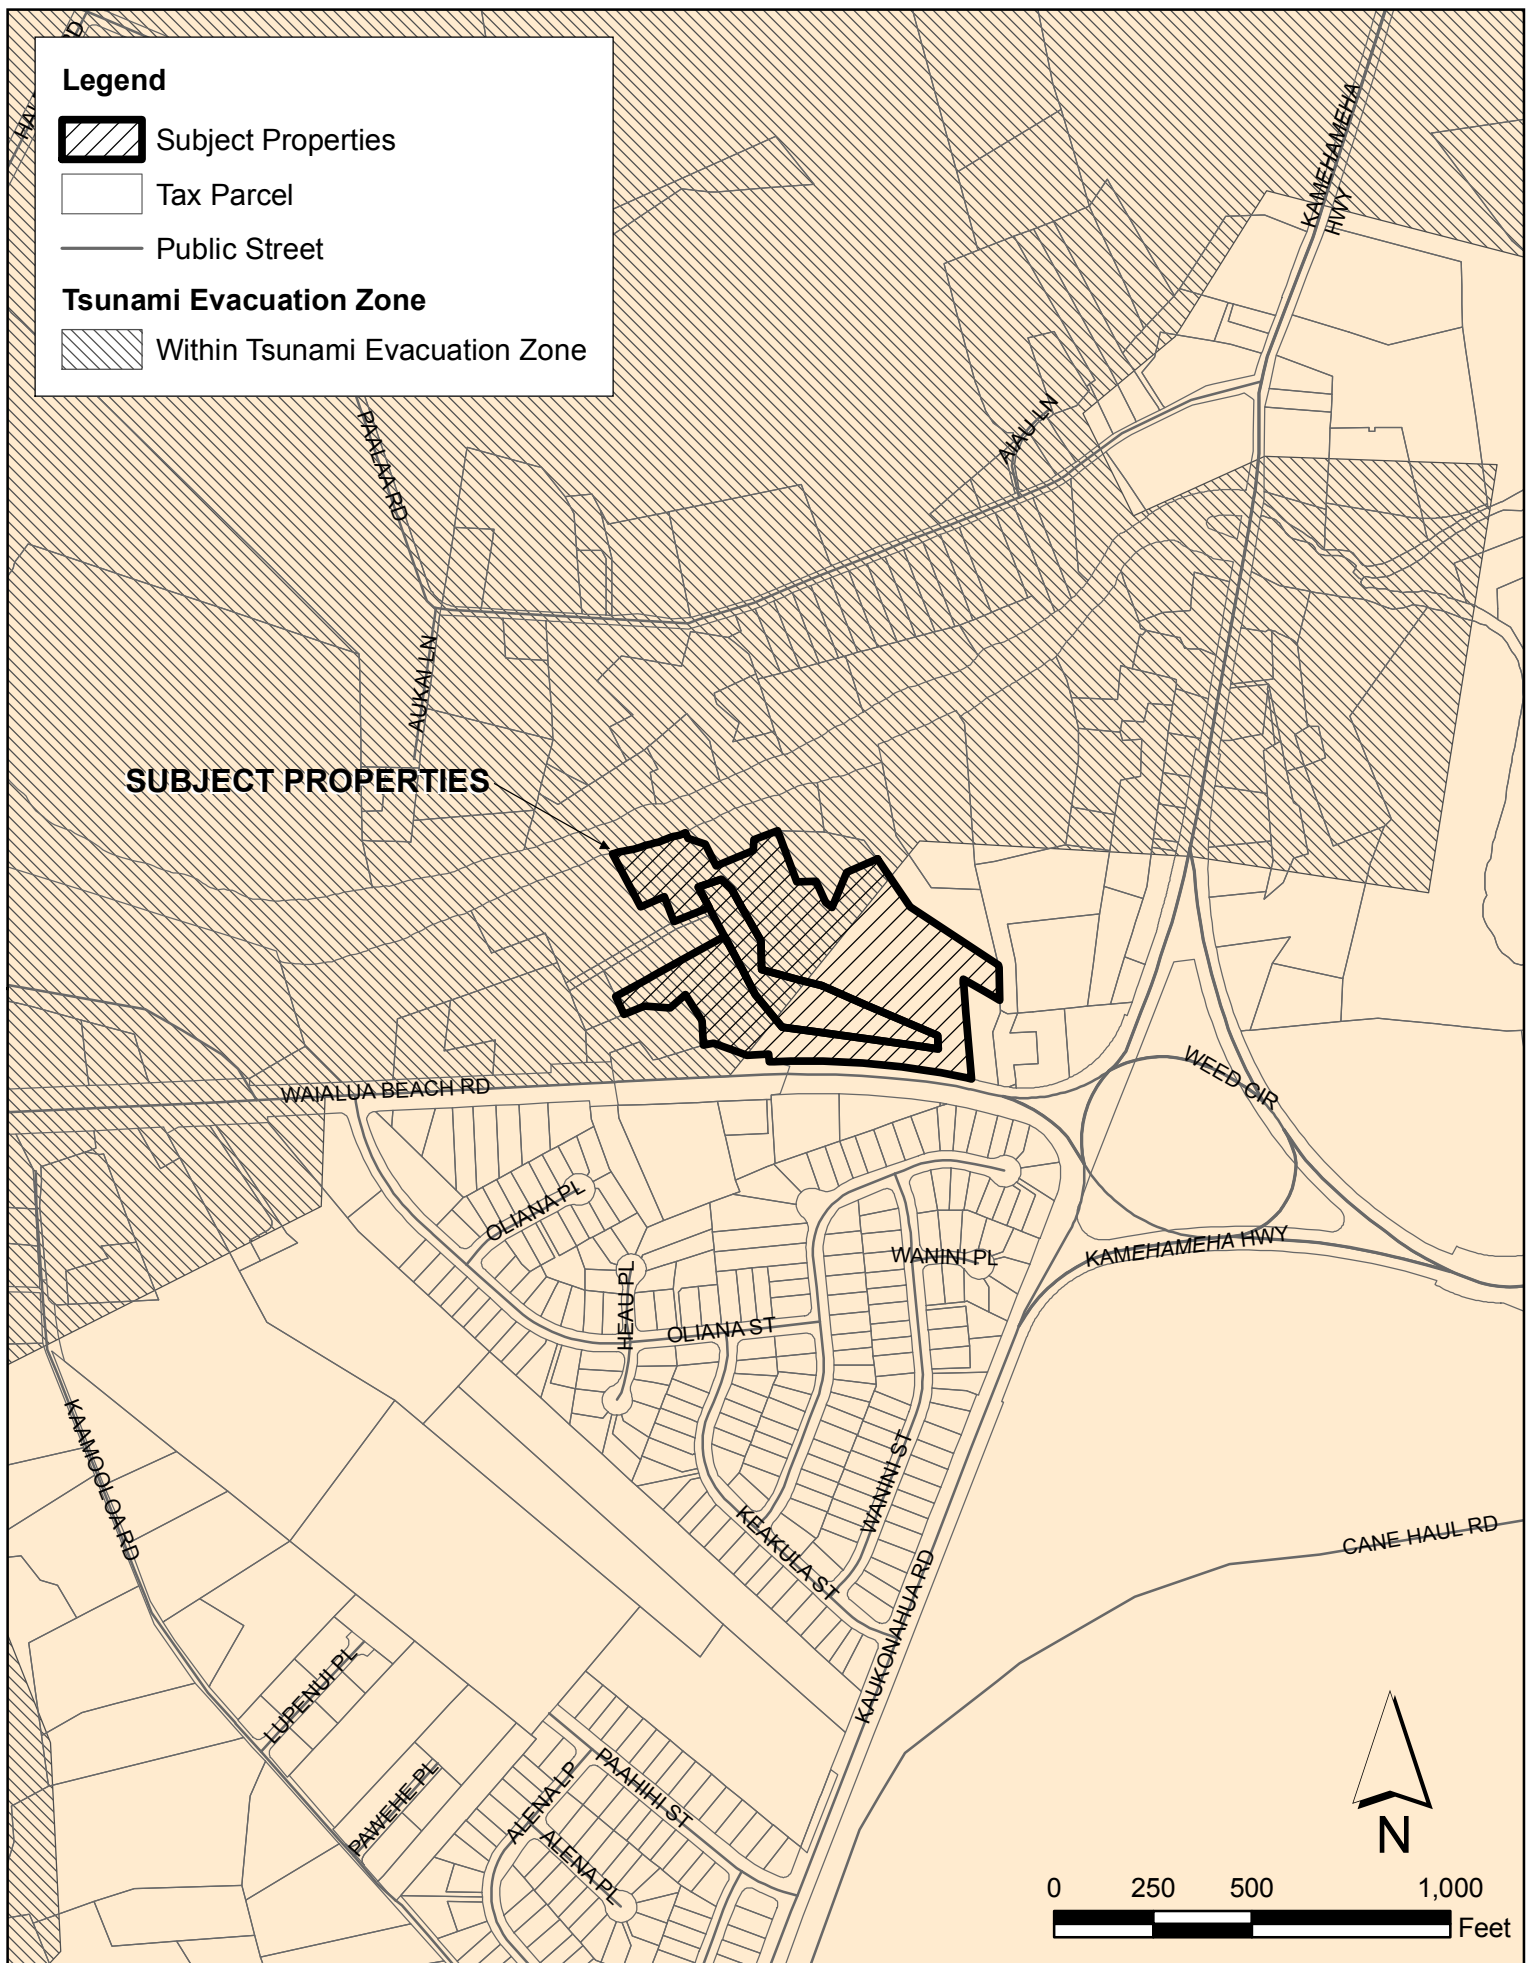 Legend
Subject Properties
Tax Parcel
Public Street
Tsunami Evacuation Zone
Within Tsunami Evacuation Zone
KAMEHAMEHA
HWY
PAALAA RD
AIAU LN
AUKAI LN
SUBJECT PROPERTIES
WEED CIR
WAIALUA BEACH RD
OLIANA PL
WANINI PL
KAMEHAMEHA HWY
HEAU PL
OLIANA ST
KAAMOOLOA RD
WANINI ST
KEAKULA ST
CANE HAUL RD
KAUKONAHUA RD
LUPENUI PL
PAAHIHI ST
PAWEHE PL
ALENA LP
ALENA PL
N
0 250 500 1,000
Feet